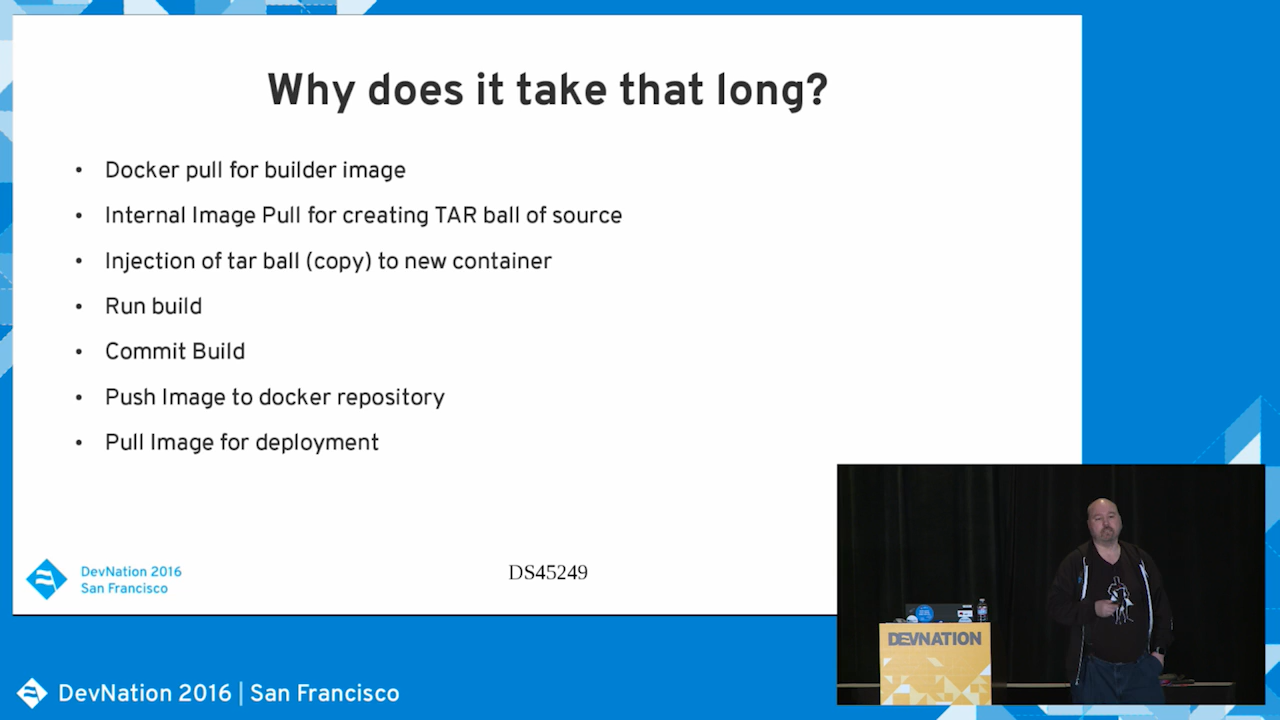 Why does it take that long?
• Docker pull for builder image
• Internal Image Pull for creating TAR ball of source
• Injection of tar ball (copy) to new container
• Run build
• Commit Build
• Push Image to docker repository
• Pull Image for deployment
DevNation 2016
San Francisco
DS45249
DEVNATION
DevNation 2016 | San Francisco